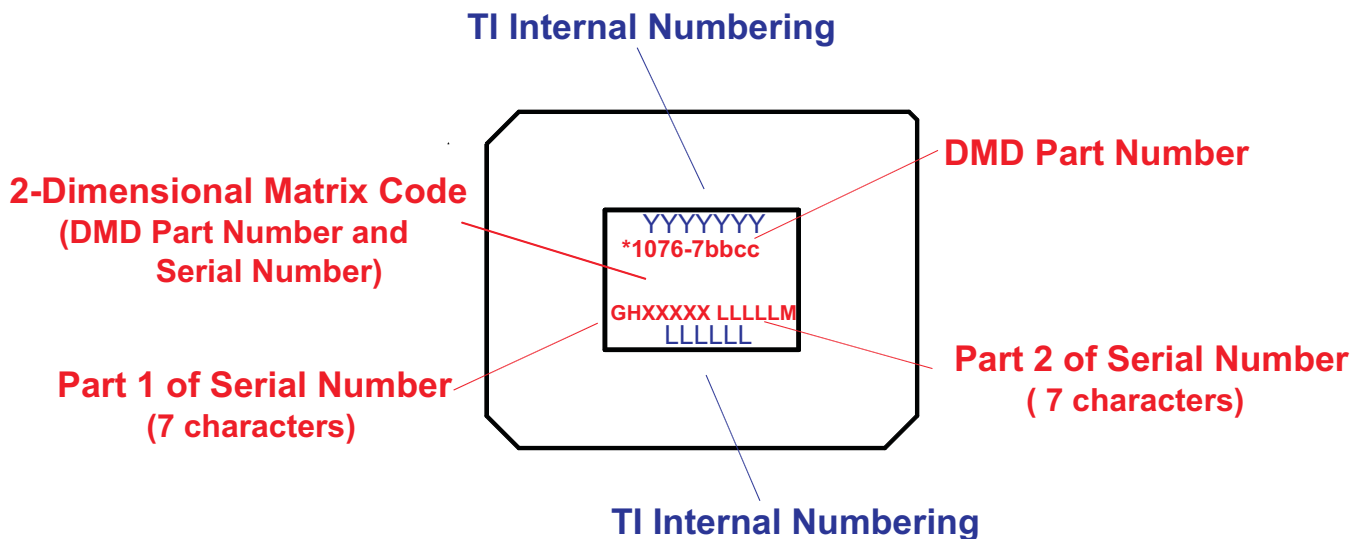 TI Internal Numbering
DMD Part Number
2-Dimensional Matrix Code
(DMD Part Number and
Serial Number)
YYYYYYY
*1076-7bbcc
GHXXXXX LLLLLM
LLLLLL
Part 1 of Serial Number
(7 characters)
Part 2 of Serial Number
( 7 characters)
TI Internal Numbering